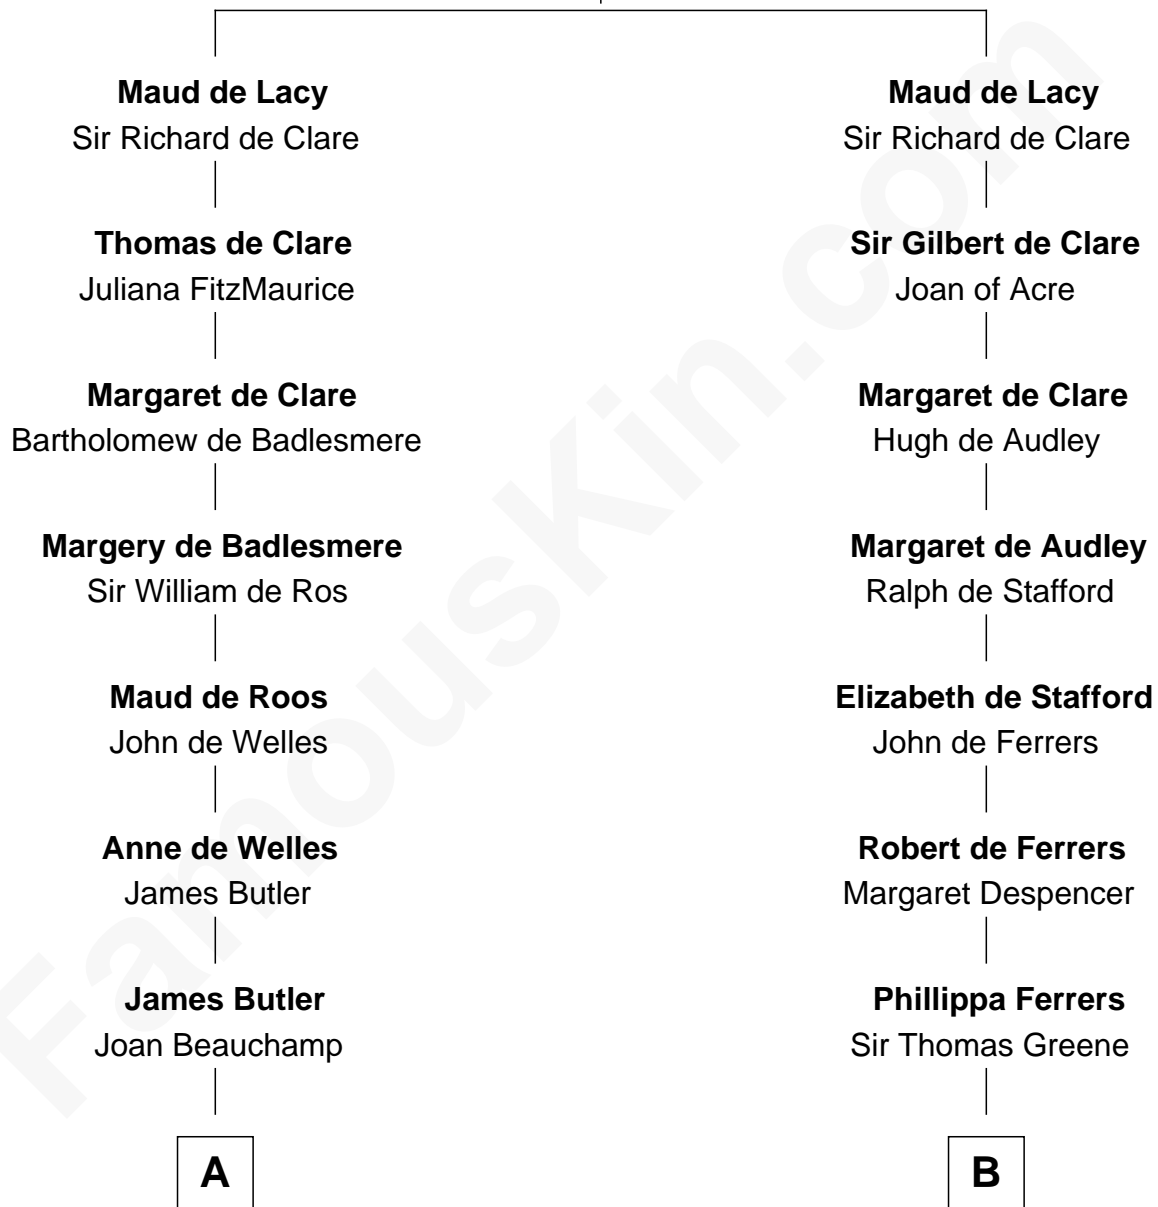 Maud de Lacy
Sir Richard de Clare
Thomas de Clare
Juliana FitzMaurice
Margaret de Clare
Bartholomew de Badlesmere
Margery de Badlesmere
Sir William de Ros
Maud de Roos
John de Welles
Anne de Welles
James Butler
James Butler
Joan Beauchamp
A
Maud de Lacy
Sir Richard de Clare
Sir Gilbert de Clare
Joan of Acre
Margaret de Clare
Hugh de Audley
Margaret de Audley
Ralph de Stafford
Elizabeth de Stafford
John de Ferrers
Robert de Ferrers
Margaret Despencer
Phillippa Ferrers
Sir Thomas Greene
B
FamousKin.com